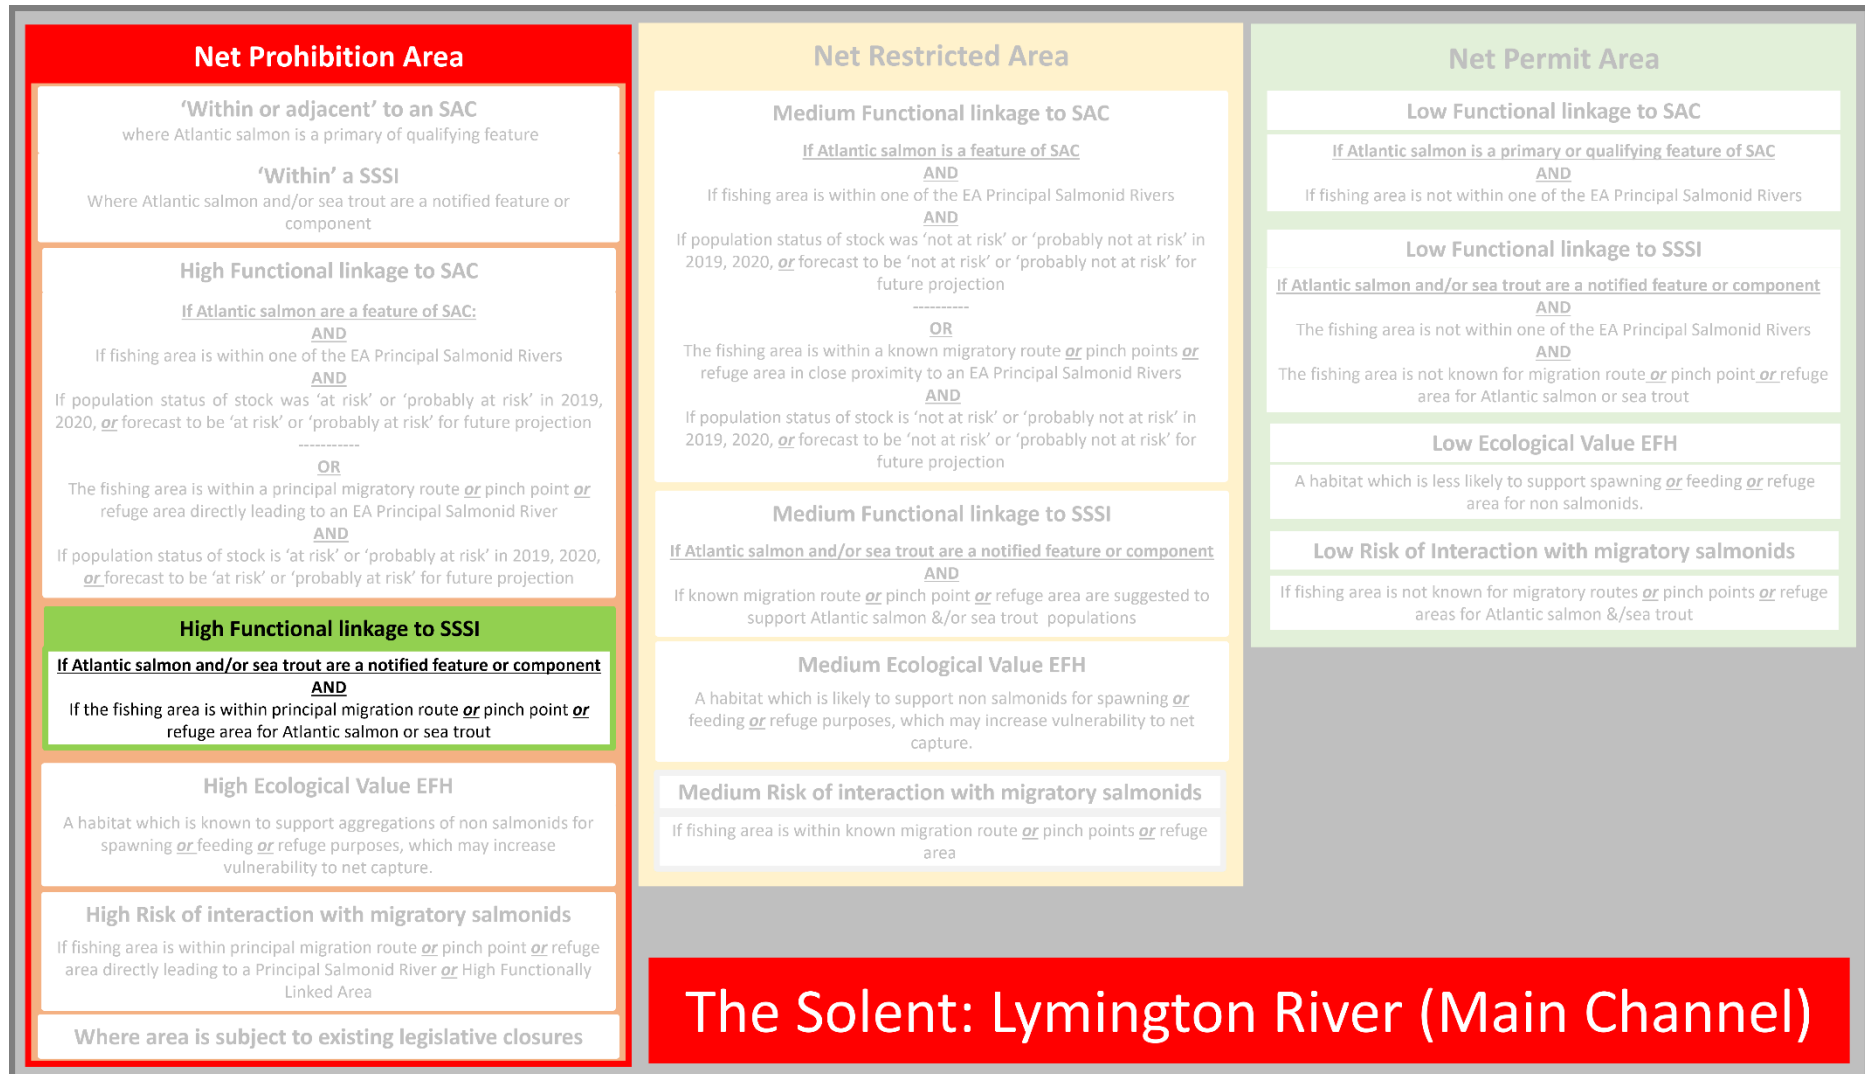 Net Prohibition Area
‘Within or adjacent’ to an SAC
where Atlantic salmon is a primary of qualifying feature
‘Within’ a SSSI
Where Atlantic salmon and/or sea trout are a notified feature or
component
High Functional linkage to SAC
If Atlantic salmon are a feature of SAC:
AND
If fishing area is within one of the EA Principal Salmonid Rivers
AND
If population status of stock was ‘at risk’ or ‘probably at risk’ in 2019,
2020, or forecast to be ‘at risk’ or ‘probably at risk’ for future projection
-----------
OR
The fishing area is within a principal migratory route or pinch point or
refuge area directly leading to an EA Principal Salmonid River
AND
If population status of stock is ‘at risk’ or ‘probably at risk’ in 2019, 2020,
or forecast to be ‘at risk’ or ‘probably at risk’ for future projection
High Functional linkage to SSSI
If Atlantic salmon and/or sea trout are a notified feature or component
AND
If the fishing area is within principal migration route or pinch point or
refuge area for Atlantic salmon or sea trout
High Ecological Value EFH
A habitat which is known to support aggregations of non salmonids for
spawning or feeding or refuge purposes, which may increase
vulnerability to net capture.
High Risk of interaction with migratory salmonids
If fishing area is within principal migration route or pinch point or refuge
area directly leading to a Principal Salmonid River or High Functionally
Linked Area
Where area is subject to existing legislative closures
Net Restricted Area
Medium Functional linkage to SAC
If Atlantic salmon is a feature of SAC
AND
If fishing area is within one of the EA Principal Salmonid Rivers
AND
If population status of stock was ‘not at risk’ or ‘probably not at risk’ in
2019, 2020, or forecast to be ‘not at risk’ or ‘probably not at risk’ for
future projection
----------
OR
The fishing area is within a known migratory route or pinch points or
refuge area in close proximity to an EA Principal Salmonid Rivers
AND
If population status of stock is ‘not at risk’ or ‘probably not at risk’ in
2019, 2020, or forecast to be ‘not at risk’ or ‘probably not at risk’ for
future projection
Medium Functional linkage to SSSI
If Atlantic salmon and/or sea trout are a notified feature or component
AND
If known migration route or pinch point or refuge area are suggested to
support Atlantic salmon &/or sea trout populations
Medium Ecological Value EFH
A habitat which is likely to support non salmonids for spawning or
feeding or refuge purposes, which may increase vulnerability to net
capture.
Medium Risk of interaction with migratory salmonids
If fishing area is within known migration route or pinch points or refuge
area
Net Permit Area
Low Functional linkage to SAC
If Atlantic salmon is a primary or qualifying feature of SAC
AND
If fishing area is not within one of the EA Principal Salmonid Rivers
Low Functional linkage to SSSI
If Atlantic salmon and/or sea trout are a notified feature or component
AND
The fishing area is not within one of the EA Principal Salmonid Rivers
AND
The fishing area is not known for migration route or pinch point or refuge
area for Atlantic salmon or sea trout
Low Ecological Value EFH
A habitat which is less likely to support spawning or feeding or refuge
area for non salmonids.
Low Risk of Interaction with migratory salmonids
If fishing area is not known for migratory routes or pinch points or refuge
areas for Atlantic salmon &/sea trout
The Solent: Lymington River (Main Channel)